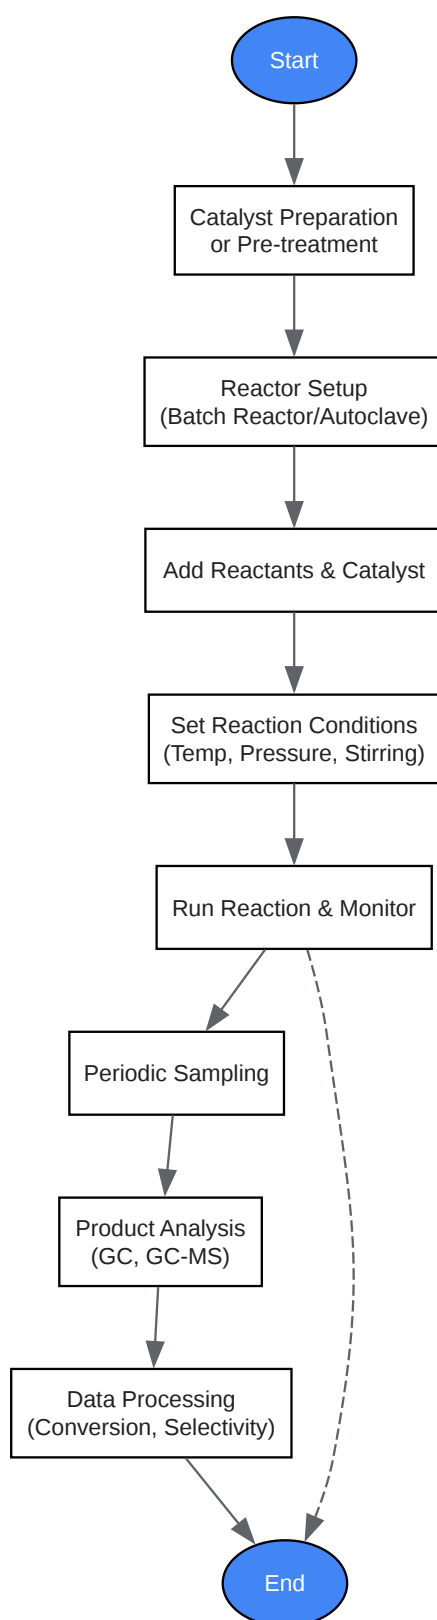 Start
Catalyst Preparation
or Pre-treatment
Reactor Setup
(Batch Reactor/Autoclave)
Add Reactants & Catalyst
Set Reaction Conditions
(Temp, Pressure, Stirring)
Run Reaction & Monitor
Periodic Sampling
Product Analysis
(GC, GC-MS)
Data Processing
(Conversion, Selectivity)
End